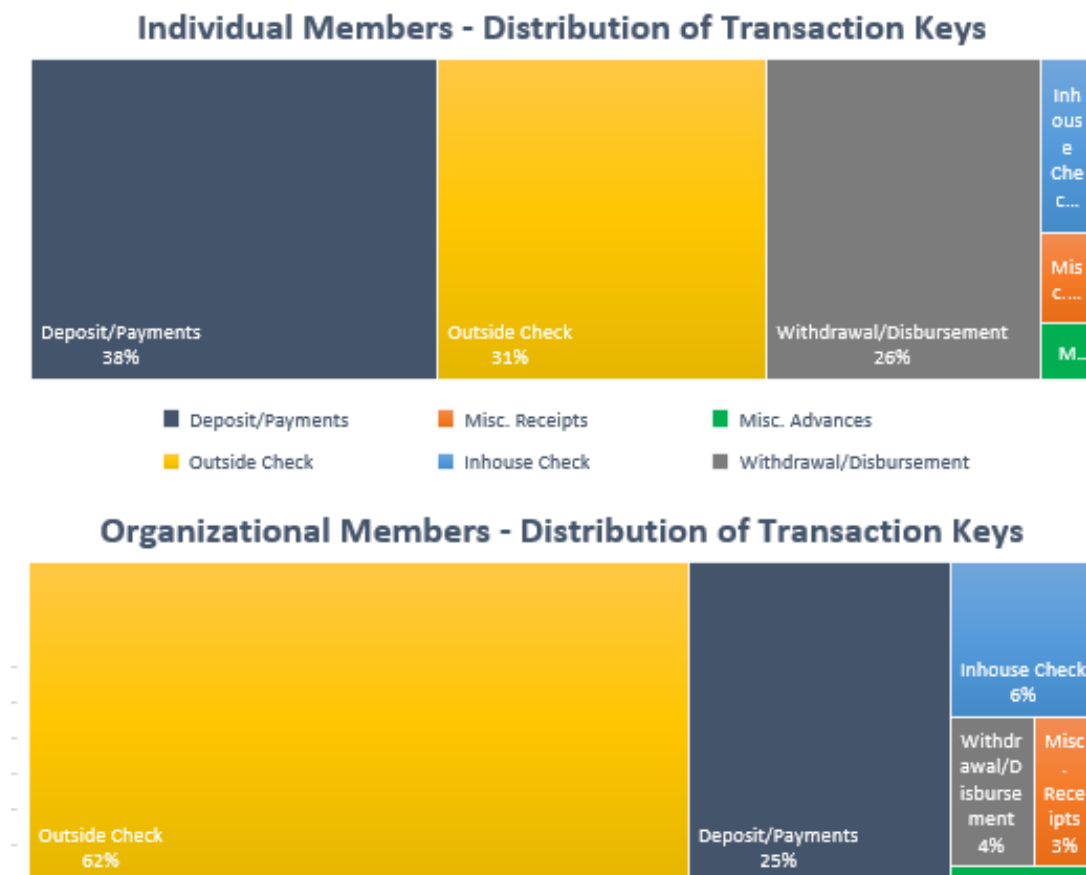 Individual Members - Distribution of Transaction Keys
Inh
ous
e
Che
c...
Mis
c....
M...
Deposit/Payments
38%
Outside Check
31%
Withdrawal/Disbursement
26%
Deposit/Payments
Misc. Receipts
Misc. Advances
Outside Check
Inhouse Check
Withdrawal/Disbursement
Organizational Members - Distribution of Transaction Keys
Inhouse Check
6%
Withdr
awal/D
isburse
ment
4%
Misc
.
Rece
ipts
3%
Outside Check
62%
Deposit/Payments
25%